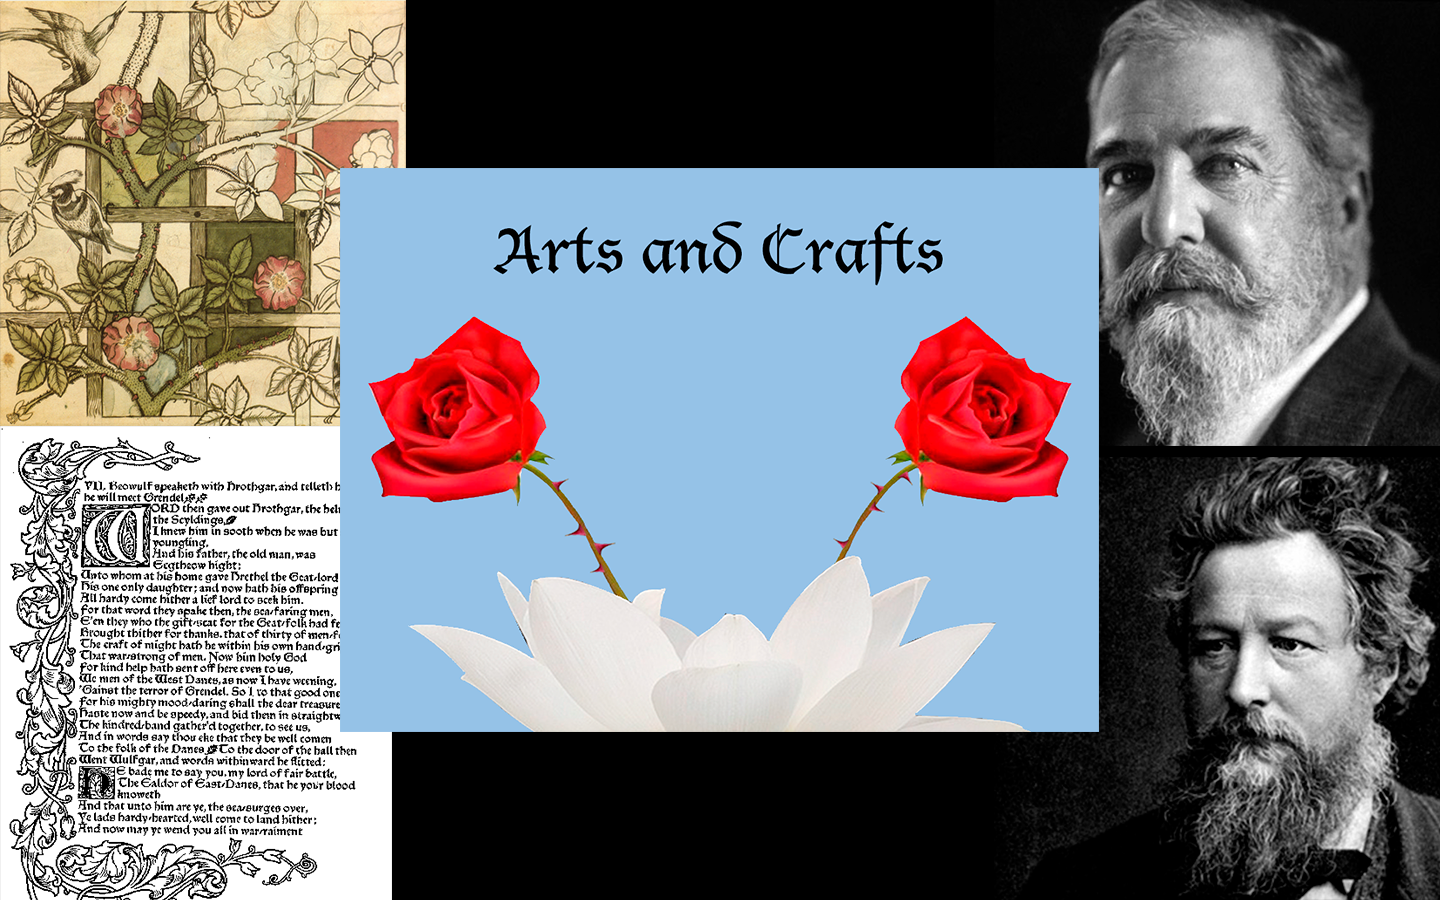 Arts and Crafts
VII. Beowulf speaketh with Hrothgar, and telleth h
he will meet Grendel
WORD then gave out Hrothgar, the hel
the Scyldings
I knew him in sooth when he was but
youngling,
And his father, the old man, was
Ecgtheow hight;
Unto whom at his home gave Hrethel the Geat-lord
His one only daughter; and now hath his offspring
All hardy come hither a lief lord to seek him.
For that word they spake then, the sea-faring men,
E'en they who the gift-seat for the Geat-folk had fe
Brought thither for thanks, that of thirty of men-f
The craft of might hath he within his own hand-gri
That war-strong of men. Now him holy God
For kind help hath sent off here even to us,
We men of the West Danes, as now I have weening,
'Gainst the terror of Grendel. So I to that good one
For his mighty mood-daring shall the dear treasure
Haste now and be speedy, and bid them in straightw
The kindred-band gather'd together, to see us,
And in words say thou eke that they be well comen
To the folk of the Danes. To the door of the hall then
Went Wulfgar, and words withinward he flitted:
HE bade me to say you, my lord of fair battle,
The Ealdor of East-Danes, that he your blood
knoweth
And that unto him are ye, the sea-surges over,
Ye lads hardy-hearted, well come to land hither;
And now may ye wend you all in war-raiment